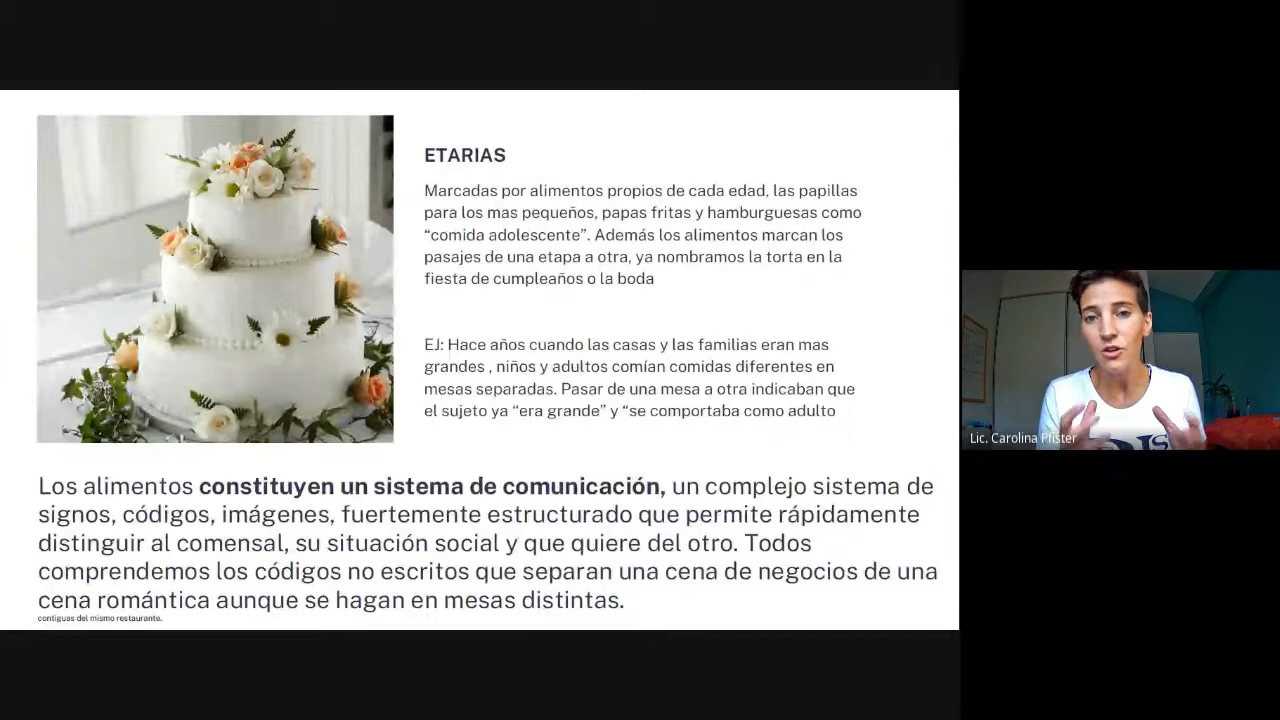 ETARIAS
Marcadas por alimentos propios de cada edad, las papillas
para los mas pequeños, papas fritas y hamburguesas como
“comida adolescente”. Además los alimentos marcan los
pasajes de una etapa a otra, ya nombramos la torta en la
fiesta de cumpleaños o la boda
EJ: Hace años cuando las casas y las familias eran mas
grandes , niños y adultos comían comidas diferentes en
mesas separadas. Pasar de una mesa a otra indicaban que
el sujeto ya “era grande” y “se comportaba como adulto
Los alimentos constituyen un sistema de comunicación, un complejo sistema de
signos, códigos, imágenes, fuertemente estructurado que permite rápidamente
distinguir al comensal, su situación social y que quiere del otro. Todos
comprendemos los códigos no escritos que separan una cena de negocios de una
cena romántica aunque se hagan en mesas distintas.
contiguas del mismo restaurante.
Lic. Carolina Pfister